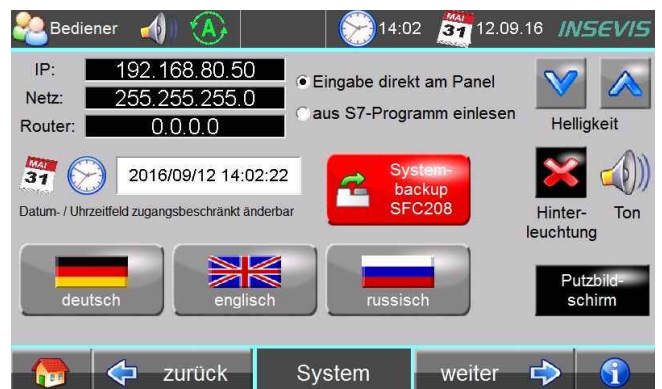 Bediener
A
14:02
MAI
31
12.09.16
INSEVIS
IP:
192.168.80.50
Netz:
255.255.255.0
Router:
0.0.0.0
Eingabe direkt am Panel
aus S7-Programm einlesen
Helligkeit
MAI
31
2016/09/12 14:02:22
Datum- / Uhrzeitfeld zugangsbeschränkt änderbar
System-
backup
SFC208
Hinter-
leuchtung
Ton
deutsch
englisch
russisch
Putzbild-
schirm
zurück
System
weiter
i